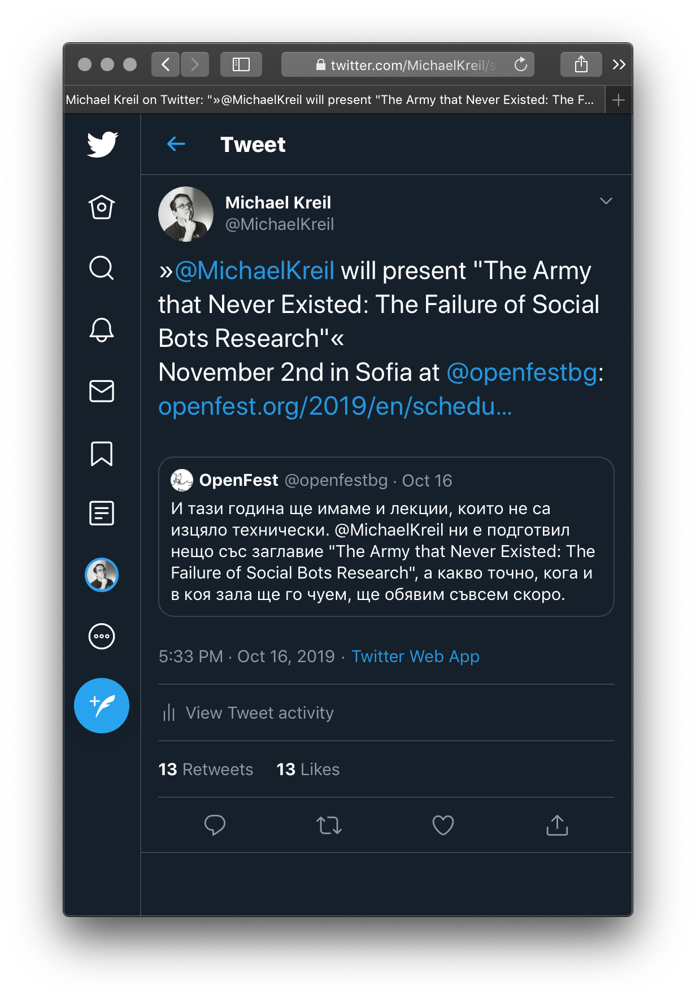 twitter.com/MichaelKreil/s
Michael Kreil on Twitter: "»@MichaelKreil will present "The Army that Never Existed: The F...
Tweet
Michael Kreil
@MichaelKreil
»@MichaelKreil will present "The Army
that Never Existed: The Failure of Social
Bots Research"«
November 2nd in Sofia at @openfestbg:
openfest.org/2019/en/schedu...
OpenFest @openfestbg · Oct 16
И тази година ще имаме и лекции, които не са
изцяло технически. @MichaelKreil ни е подготвил
нещо със заглавие "The Army that Never Existed: The
Failure of Social Bots Research", а какво точно, кога и
в коя зала ще го чуем, ще обявим съвсем скоро.
5:33 PM · Oct 16, 2019 · Twitter Web App
View Tweet activity
13 Retweets 13 Likes